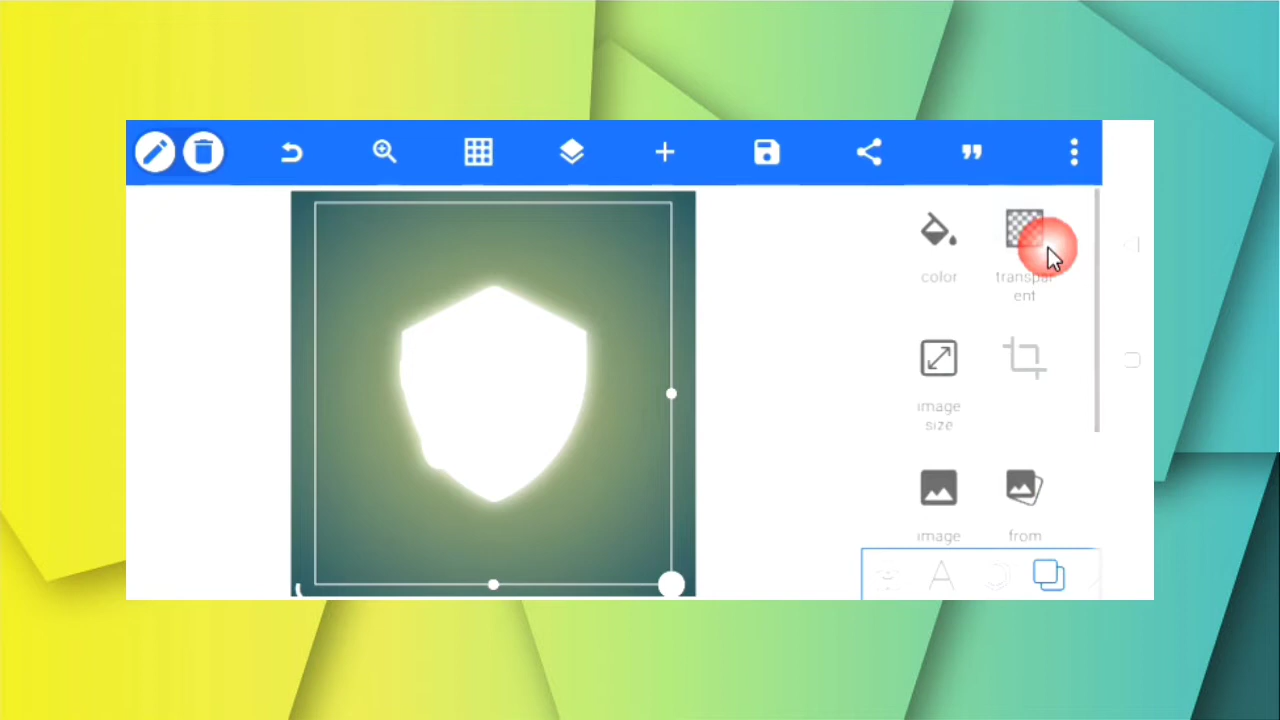 color
transpar
ent
image
size
image
from
A